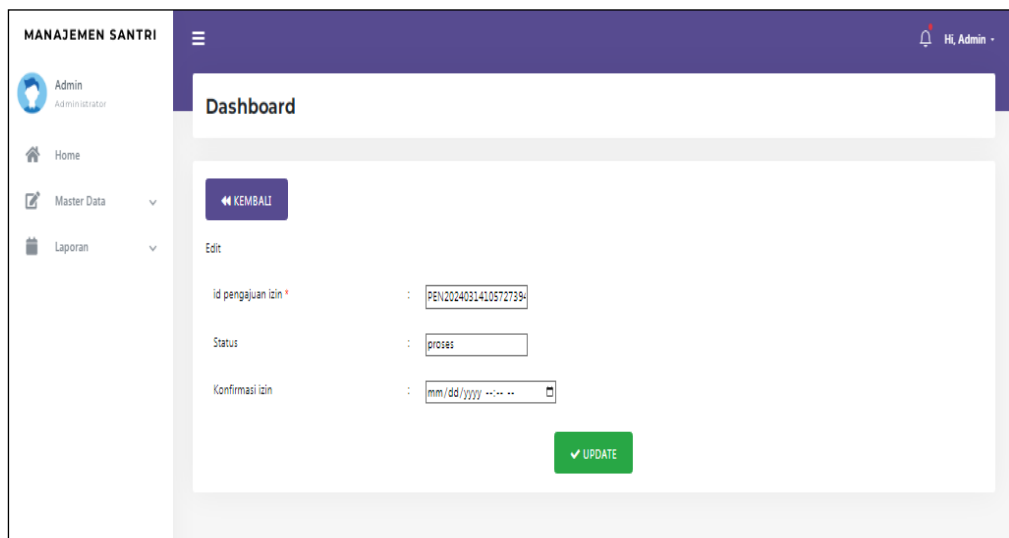 MANAJEMEN SANTRI
Hi, Admin
Admin
Administrator
Dashboard
Home
Master Data
Laporan
KEMBALI
Edit
id pengajuan izin * : PEN2024031410572739
Status : proses
Konfirmasi izin : mm/dd/yyyy --:-- --
UPDATE